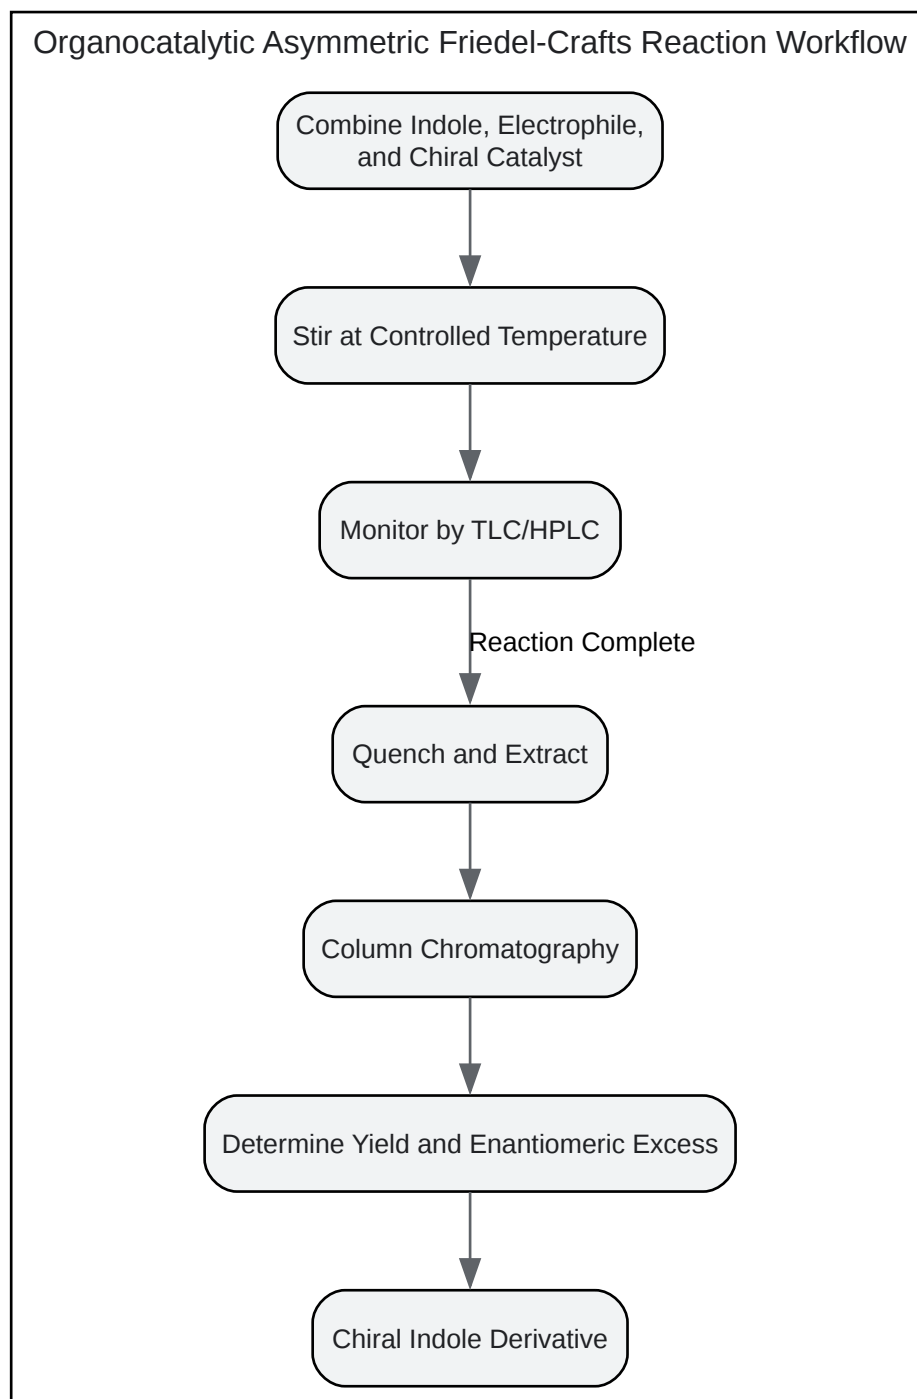 Organocatalytic Asymmetric Friedel-Crafts Reaction Workflow
Combine Indole, Electrophile,
and Chiral Catalyst
Stir at Controlled Temperature
Monitor by TLC/HPLC
Reaction Complete
Quench and Extract
Column Chromatography
Determine Yield and Enantiomeric Excess
Chiral Indole Derivative